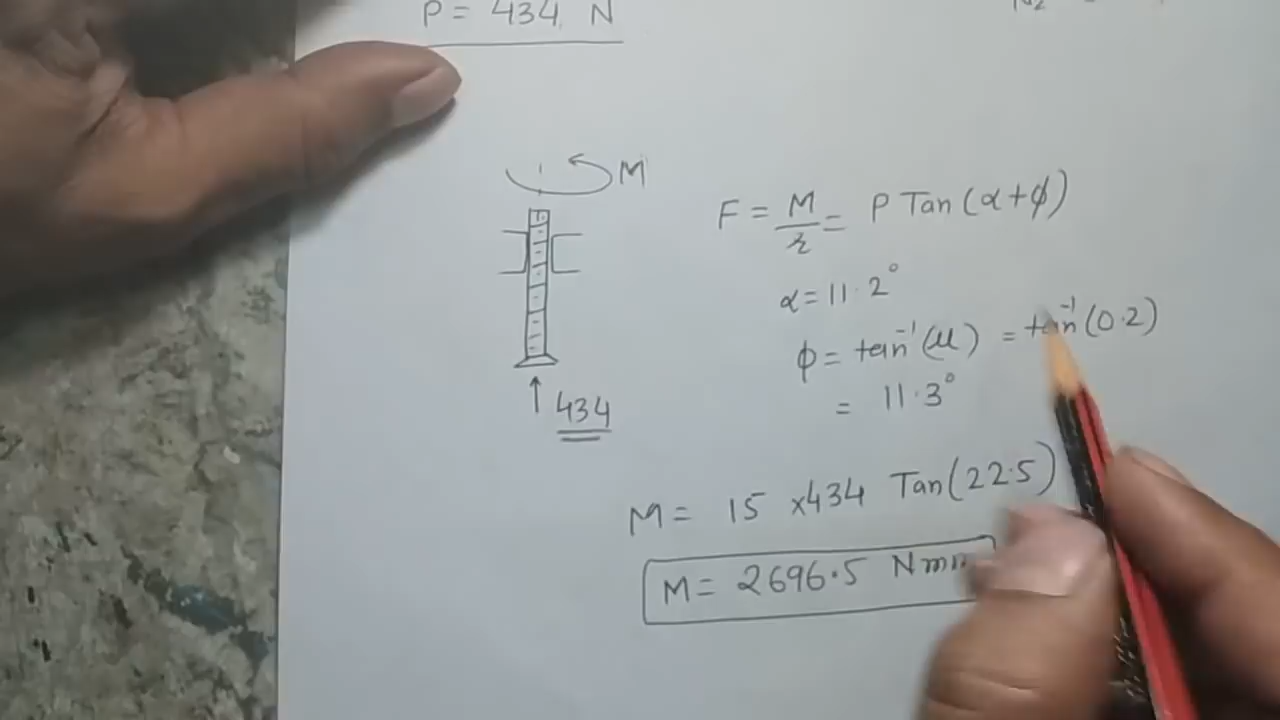 P = 434 N
M
F = M/r = P Tan(α+ϕ)
α = 11.2°
ϕ = tan⁻¹(μ) = tan⁻¹(0.2)
= 11.3°
434
M = 15 ×434 Tan(22.5)
M = 2696.5 Nmm